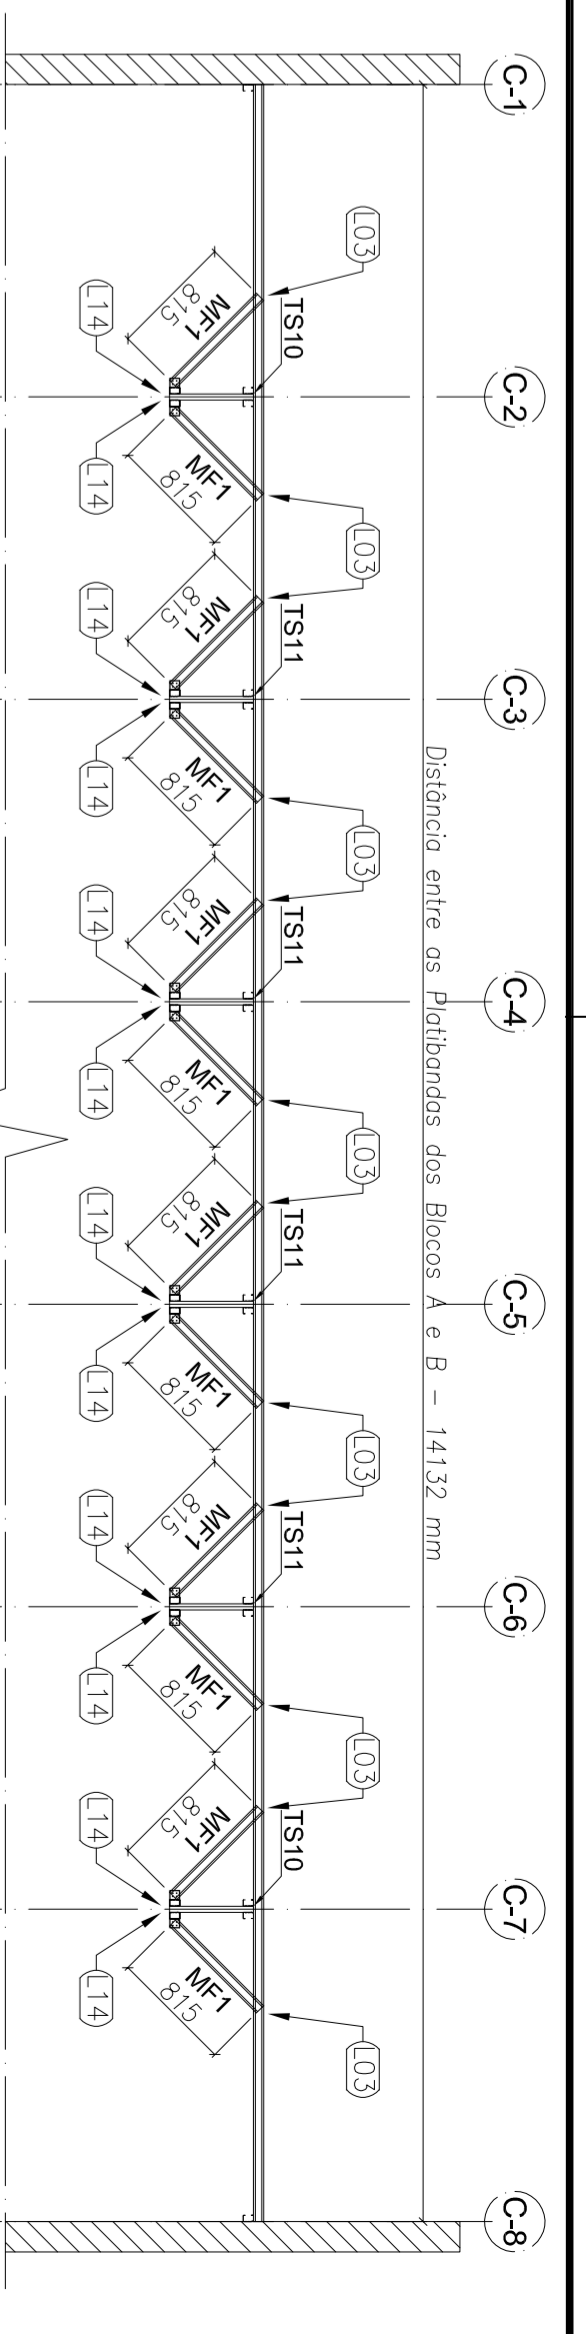 C-1 C-2 C-3 C-4 C-5 C-6 C-7 C-8
Distância entre as Platibandas dos Blocos A e B - 14132 mm
L03 L03 L03 L03 L03 L03 L03
TS10 TS11 TS11 TS11 TS11 TS10
MF1 MF1 MF1 MF1 MF1 MF1 MF1 MF1 MF1 MF1 MF1 MF1
815 815 815 815 815 815 815 815 815 815 815 815
L14 L14 L14 L14 L14 L14 L14 L14 L14 L14 L14 L14